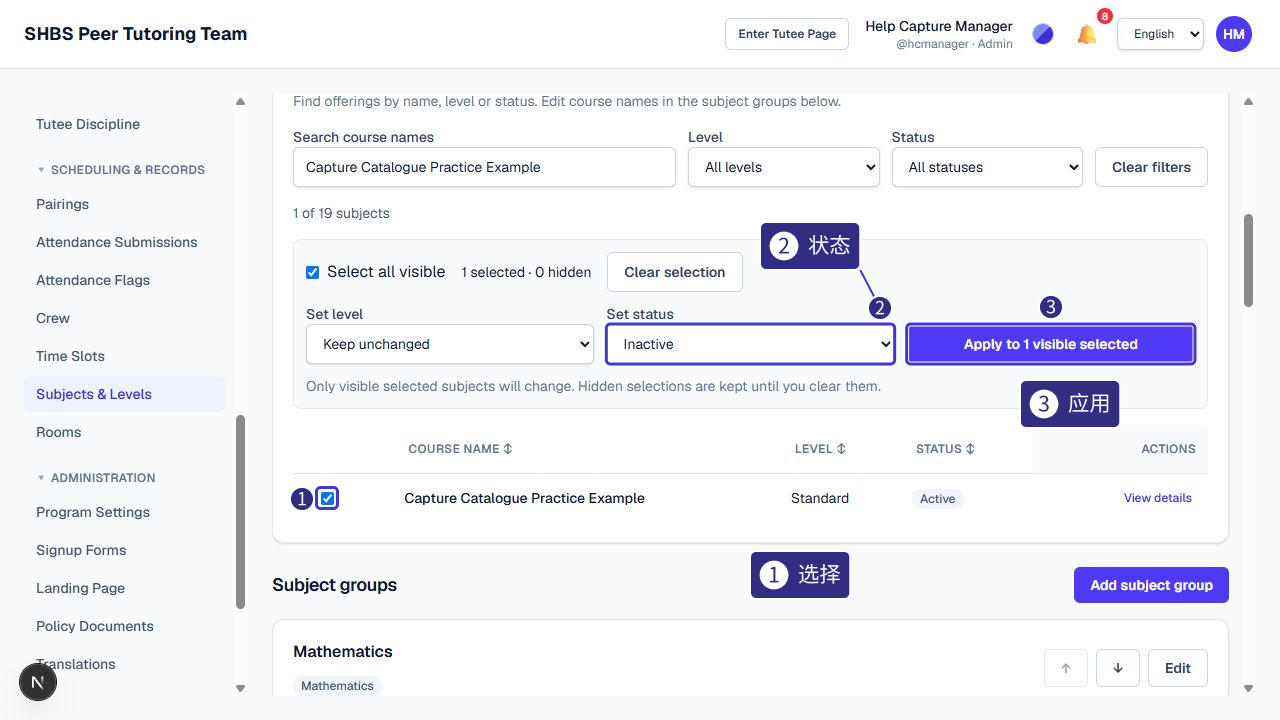 SHBS Peer Tutoring Team
Enter Tutee Page
Help Capture Manager
@hcmanager · Admin
8
English
HM
Tutee Discipline
SCHEDULING & RECORDS
Pairings
Attendance Submissions
Attendance Flags
Crew
Time Slots
Subjects & Levels
Rooms
ADMINISTRATION
Program Settings
Signup Forms
Landing Page
Policy Documents
Translations
N
Find offerings by name, level or status. Edit course names in the subject groups below.
Search course names
Level
Status
Capture Catalogue Practice Example
All levels
All statuses
Clear filters
1 of 19 subjects
2 状态
Select all visible
1 selected · 0 hidden
Clear selection
2
3
Set level
Set status
Keep unchanged
Inactive
Apply to 1 visible selected
Only visible selected subjects will change. Hidden selections are kept until you clear them.
3 应用
COURSE NAME
LEVEL
STATUS
ACTIONS
1
Capture Catalogue Practice Example
Standard
Active
View details
1 选择
Subject groups
Add subject group
Mathematics
Mathematics
↑
↓
Edit